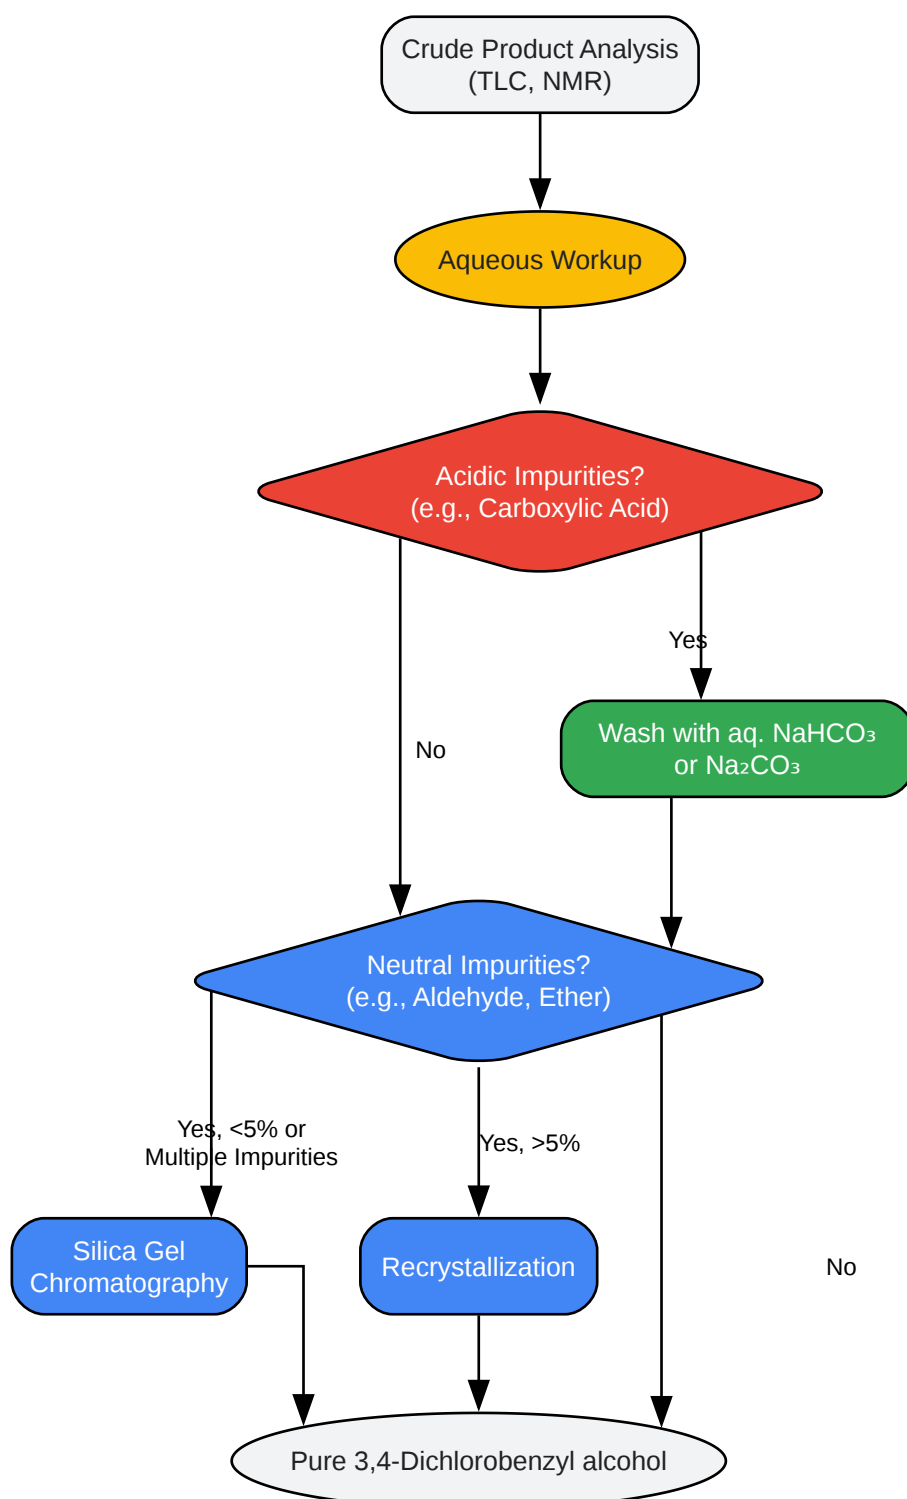 Crude Product Analysis
(TLC, NMR)
Aqueous Workup
Acidic Impurities?
(e.g., Carboxylic Acid)
Yes
Wash with aq. NaHCO₃
or Na₂CO₃
No
Neutral Impurities?
(e.g., Aldehyde, Ether)
Yes, <5% or
Multiple Impurities
Yes, >5%
Silica Gel
Chromatography
Recrystallization
No
Pure 3,4-Dichlorobenzyl alcohol